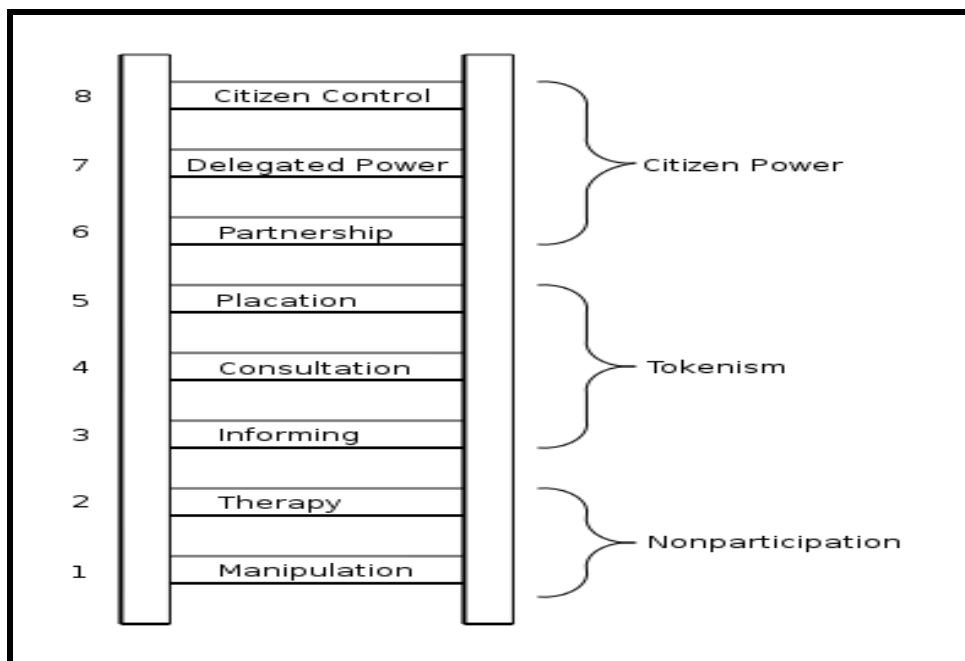 8 Citizen Control
7 Delegated Power Citizen Power
6 Partnership
5 Placation
4 Consultation Tokenism
3 Informing
2 Therapy
Nonparticipation
1 Manipulation